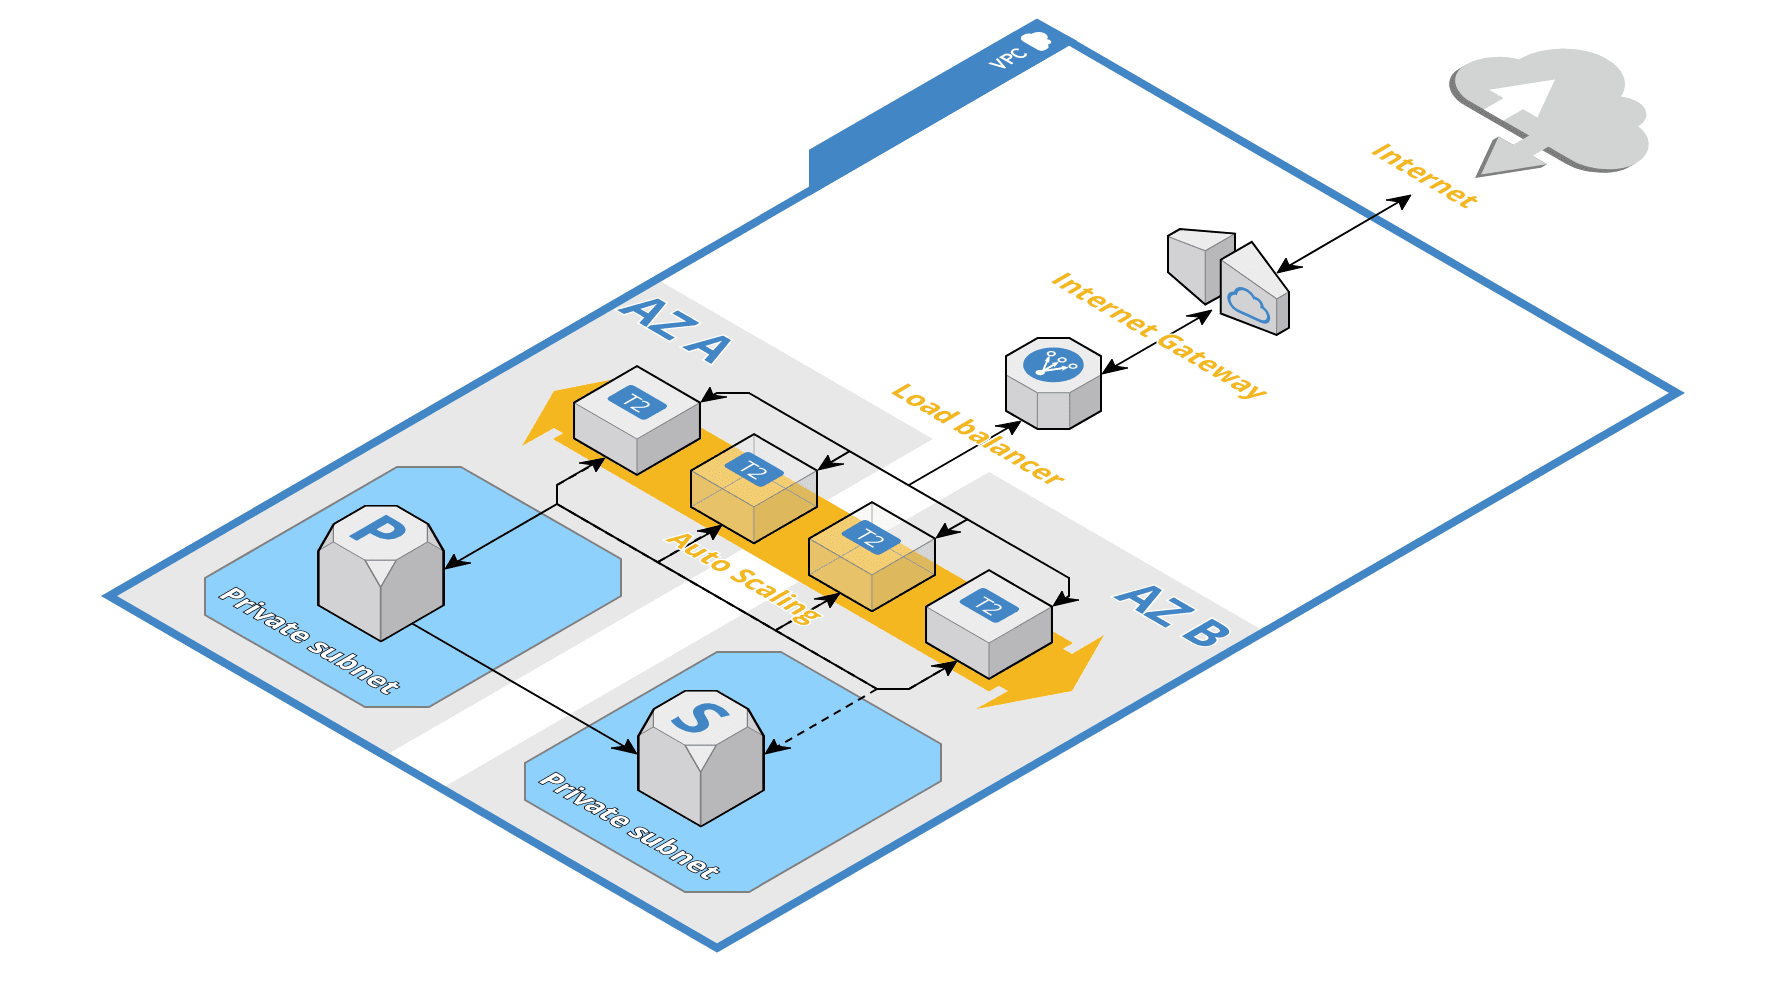 VPC
Internet
Internet Gateway
Load balancer
AZ A
T2
T2
T2
T2
Auto Scaling
AZ B
P
Private subnet
S
Private subnet